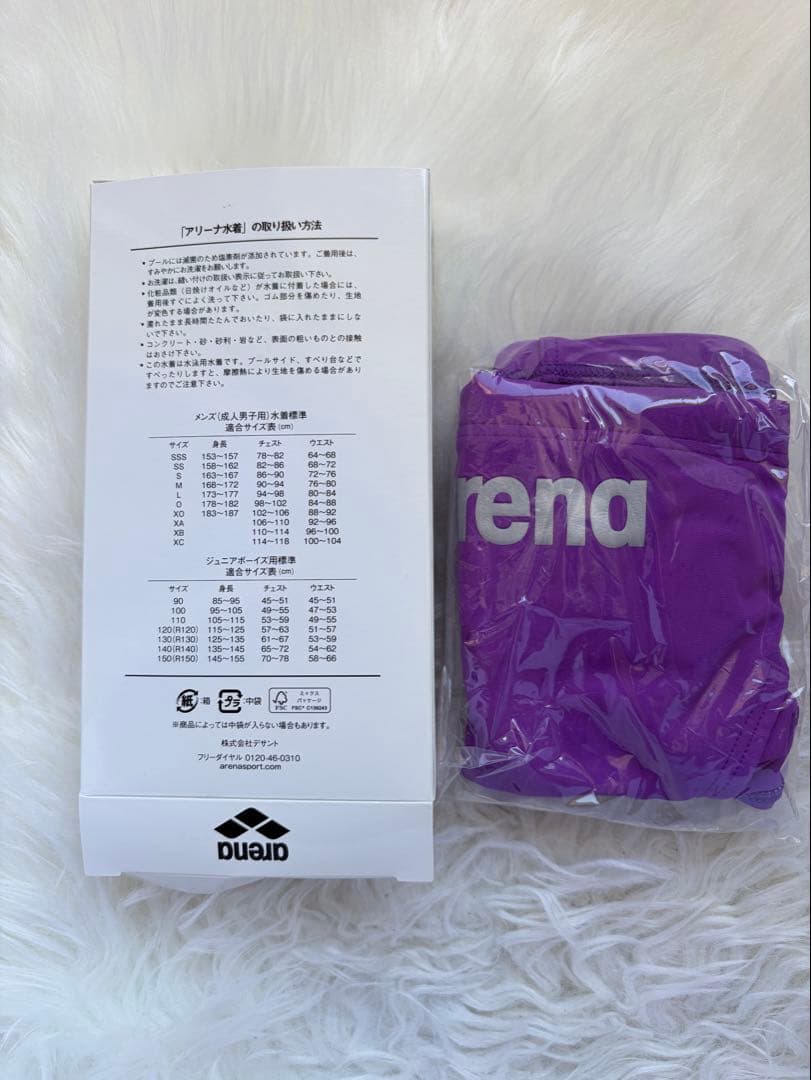 「アリーナ水着」の取り扱い方法
•プールには滅菌のため塩素剤が添加されています。ご着用後は、
すみやかにお洗濯をお願いします。
•お洗濯は、縫い付けの取扱い表示に従ってお取扱い下さい。
•化粧品類（日焼けオイルなど）が水着に付着した場合には、
着用後すぐによく洗って下さい。ゴム部分を傷めたり、生地
が変色する場合があります。
•濡れたまま長時間たたんでおいたり、袋に入れたままにしな
いで下さい。
•コンクリート・砂・砂利・岩など、表面の粗いものとの接触
はおさけ下さい。
•この水着は水泳用水着です。プールサイド、すべり台などで
すべったりしますと、摩擦熱により生地を傷める場合があり
ますのでご注意下さい。
メンズ（成人男子用）水着標準
適合サイズ表（cm）
サイズ 身長 チェスト ウエスト
SSS 153～157 78～82 64～68
SS 158～162 82～86 68～72
S 163～167 86～90 72～76
M 168～172 90～94 76～80
L 173～177 94～98 80～84
O 178～182 98～102 84～88
XO 183～187 102～106 88～92
XA 106～110 92～96
XB 110～114 96～100
XC 114～118 100～104
ジュニアボーイズ用標準
適合サイズ表（cm）
サイズ 身長 チェスト ウエスト
90 85～95 45～51 45～51
100 95～105 49～55 47～53
110 105～115 53～59 49～55
120(R120) 115～125 57～63 51～57
130(R130) 125～135 61～67 53～59
140(R140) 135～145 65～72 54～62
150(R150) 145～155 70～78 58～66
紙 :箱 プラ :中袋 FSC ミックス
パッケージ
FSC® C136243
※商品によっては中袋が入らない場合もあります。
株式会社デサント
フリーダイヤル 0120-46-0310
arenasport.com
arena
rena